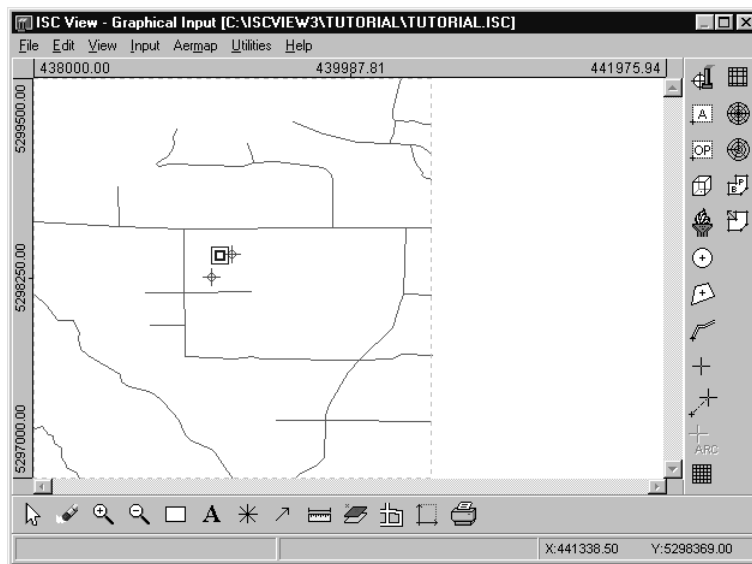 ISC View - Graphical Input [C:\ISCVIEW3\TUTORIAL\TUTORIAL.ISC]
File Edit View Input Aermap Utilities Help
438000.00 439987.81 441975.94
5299500.00
5298250.00
5297000.00
A
OP
B P
ARC
A
X:441338.50 Y:5298369.00